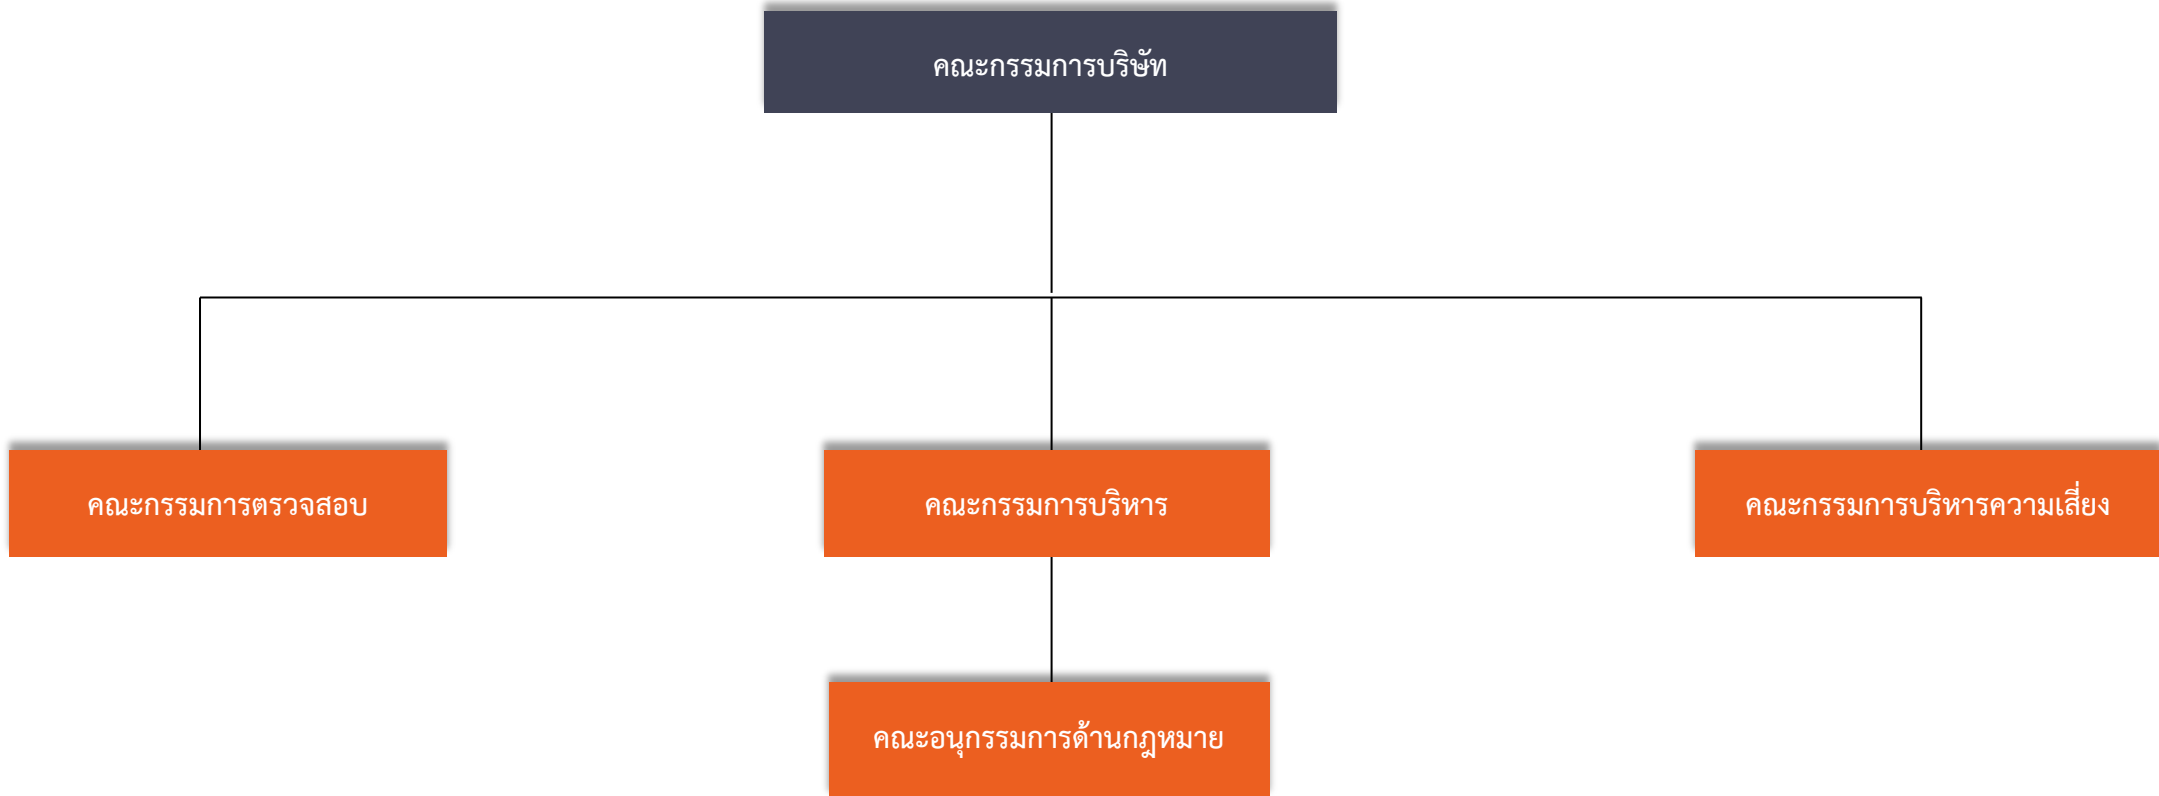 คณะกรรมการบริษัท
คณะกรรมการตรวจสอบ
คณะกรรมการบริหาร
คณะกรรมการบริหารความเสี่ยง
คณะอนุกรรมการด้านกฎหมาย